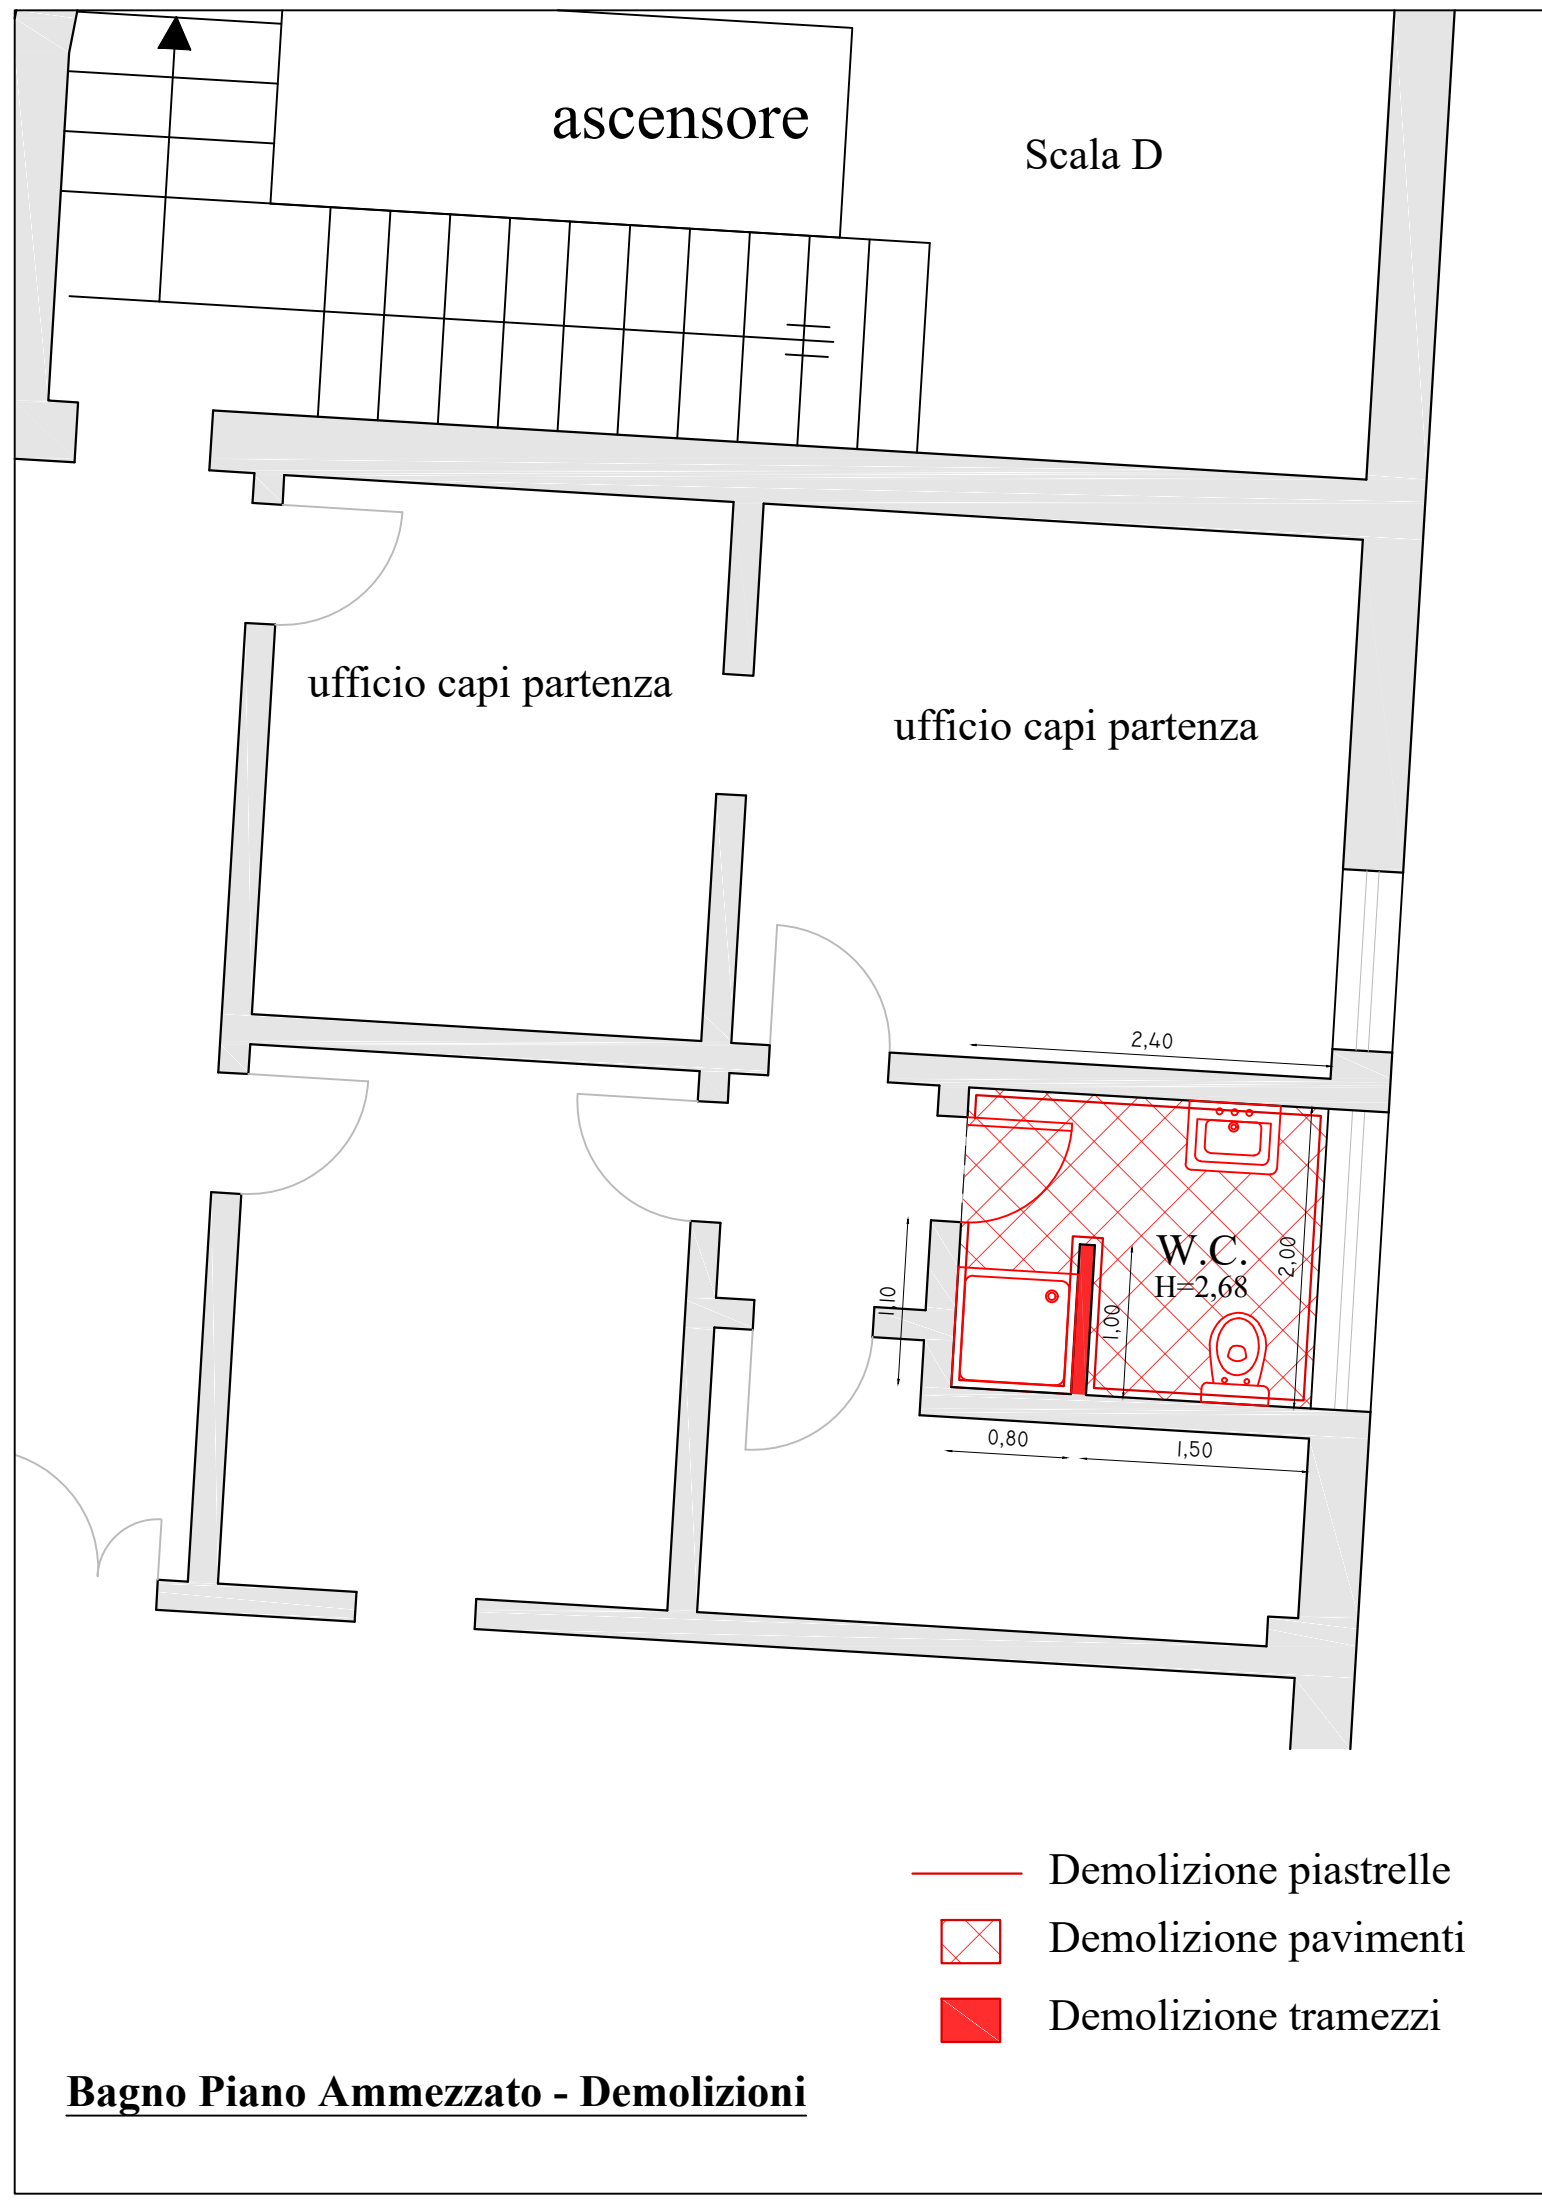 ascensore
Scala D
ufficio capi partenza
ufficio capi partenza
2,40
W.C.
H=2,68
2,00
1,10
1,00
0,80
1,50
Demolizione piastrelle
Demolizione pavimenti
Demolizione tramezzi
Bagno Piano Ammezzato - Demolizioni